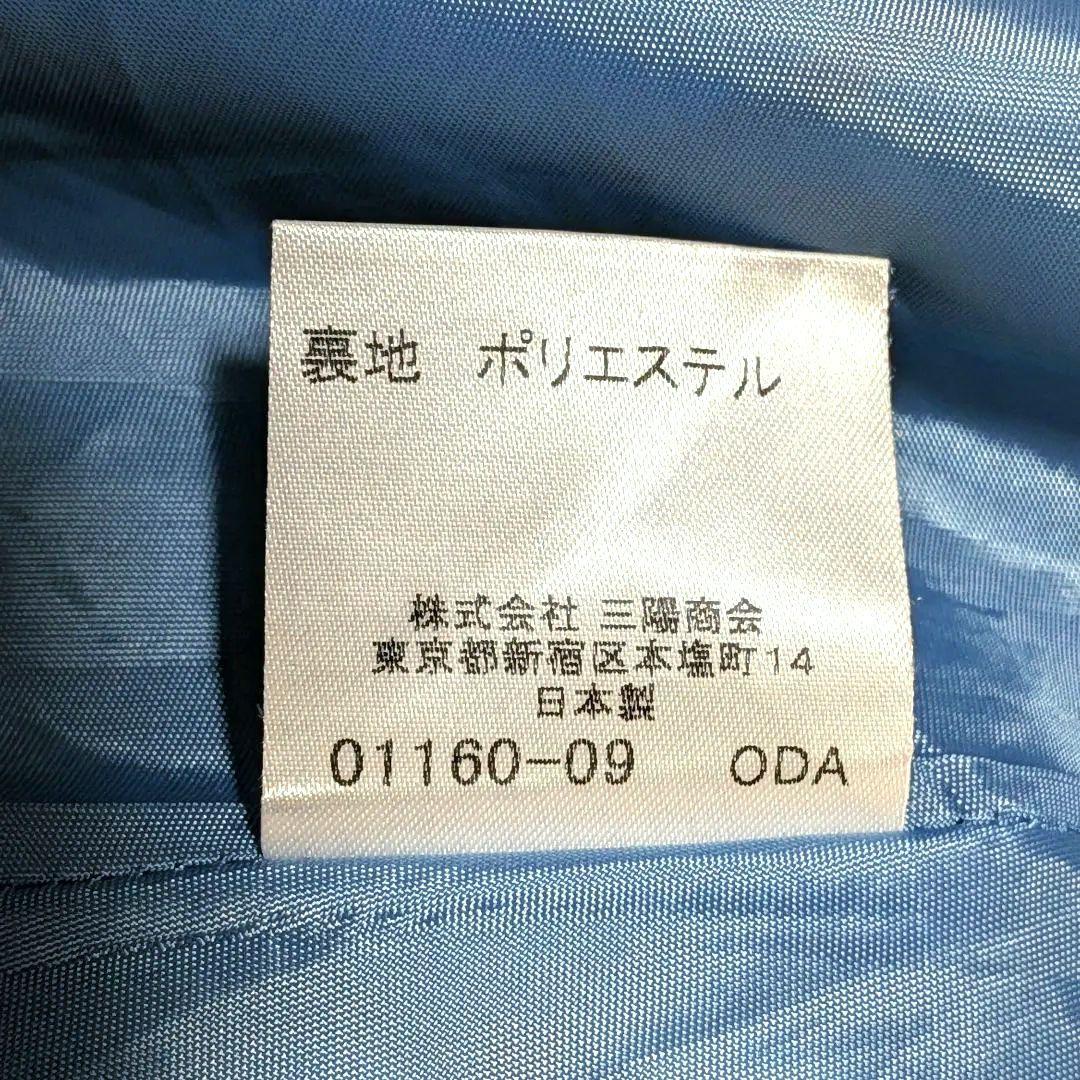 裏地　ポリエステル
株式会社 三陽商会
東京都新宿区本塩町14
日本製
01160-09　ODA